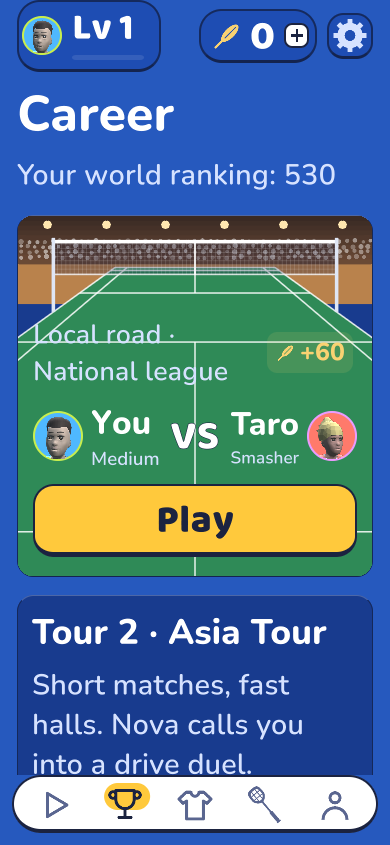 Lv 1
0
Career
Your world ranking: 530
Local road ·
National league
+60
You
Medium
VS
Taro
Smasher
Play
Tour 2 · Asia Tour
Short matches, fast
halls. Nova calls you
into a drive duel.